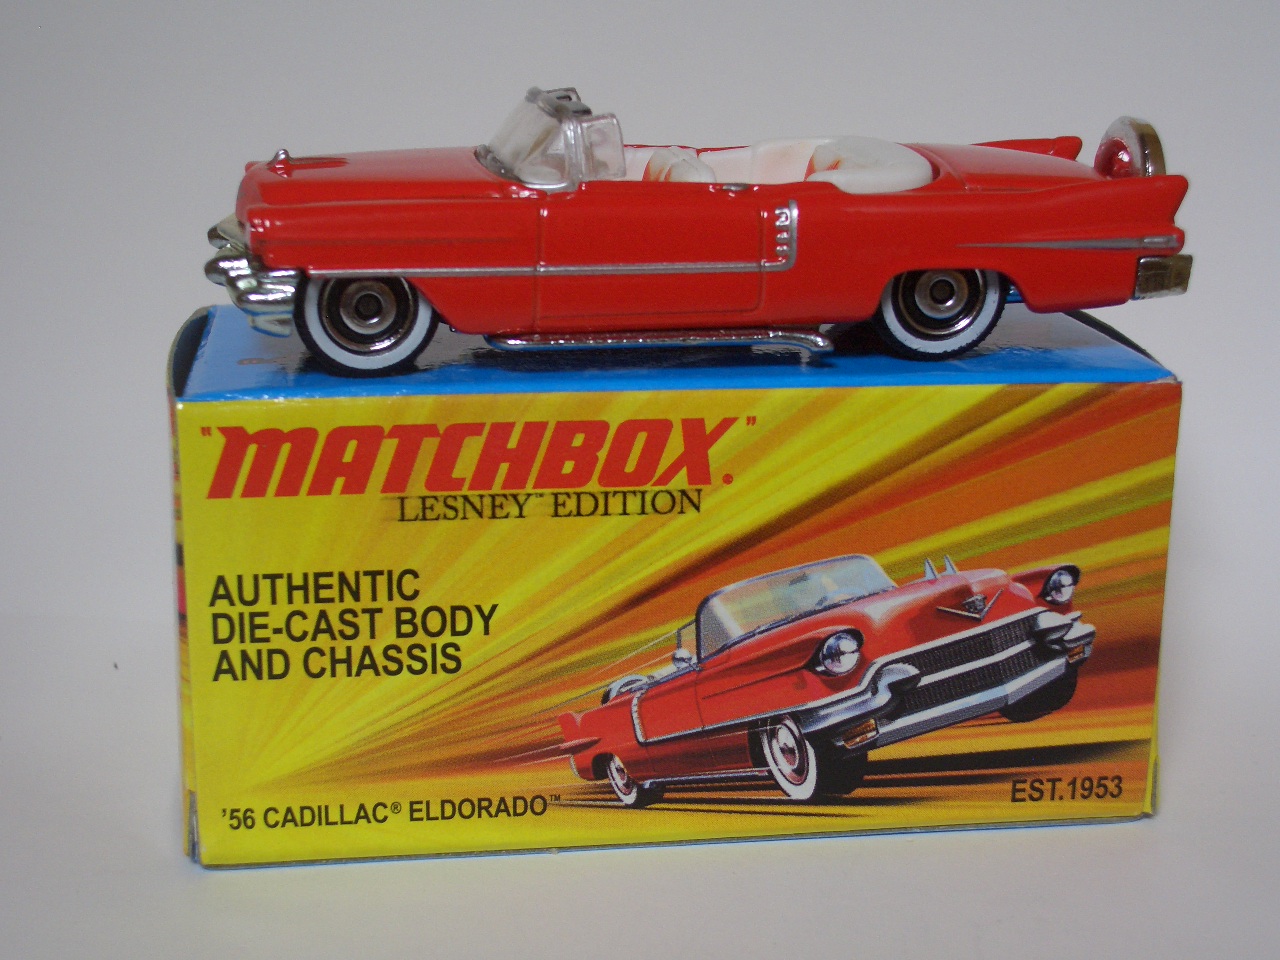 "MATCHBOX."
LESNEY™ EDITION
AUTHENTIC
DIE-CAST BODY
AND CHASSIS
'56 CADILLAC® ELDORADO™
EST.1953